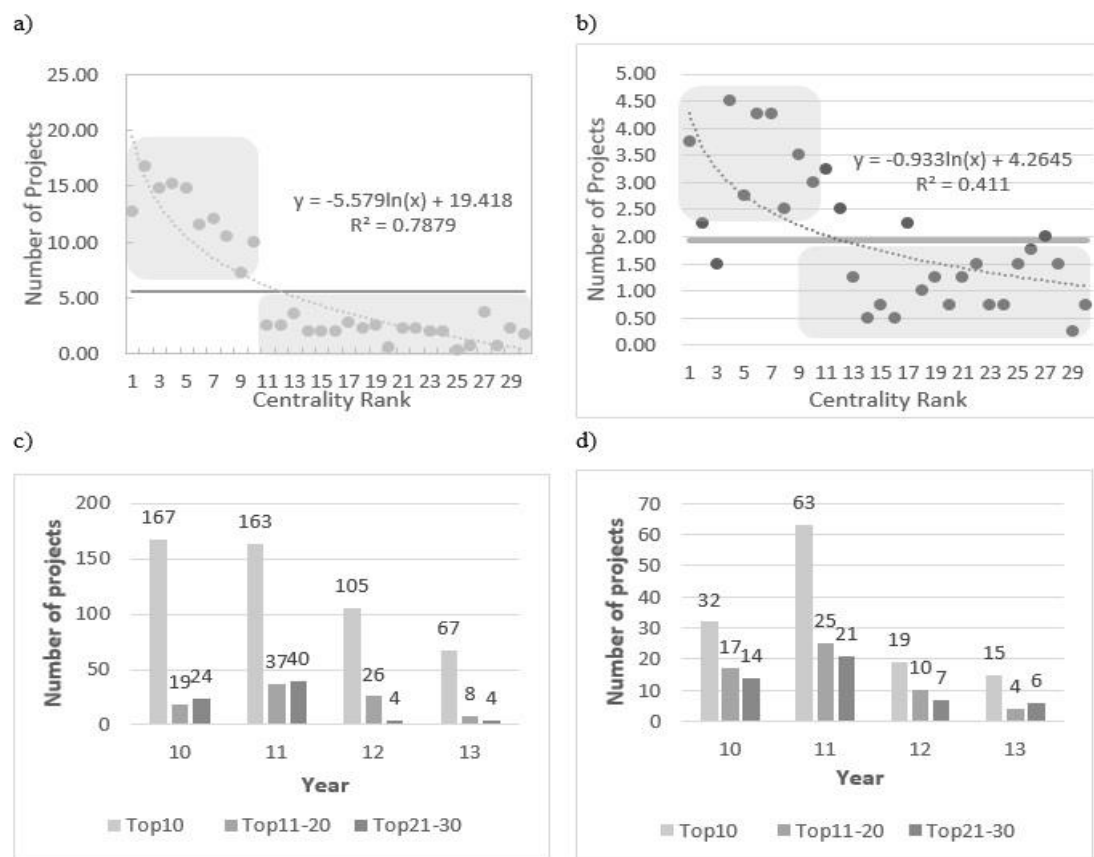 a)
25.00
20.00
15.00
10.00
5.00
0.00
Number of Projects
y = -5.579ln(x) + 19.418
R² = 0.7879
1 3 5 7 9 11 13 15 17 19 21 23 25 27 29
Centrality Rank
b)
5.00
4.50
4.00
3.50
3.00
2.50
2.00
1.50
1.00
0.50
0.00
Number of Projects
y = -0.933ln(x) + 4.2645
R² = 0.411
1 3 5 7 9 11 13 15 17 19 21 23 25 27 29
Centrality Rank
c)
200
150
100
50
0
Number of projects
167
19
24
163
37
40
105
26
4
67
8
4
10 11 12 13
Year
Top10 Top11-20 Top21-30
d)
70
60
50
40
30
20
10
0
Number of projects
32
17
14
63
25
21
19
10
7
15
4
6
10 11 12 13
Year
Top10 Top11-20 Top21-30